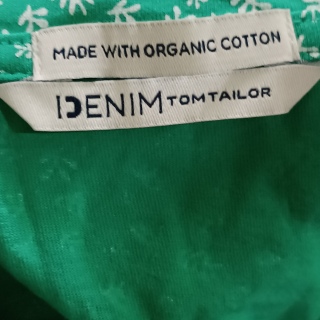 MADE WITH ORGANIC COTTON
DENIM TOM TAILOR